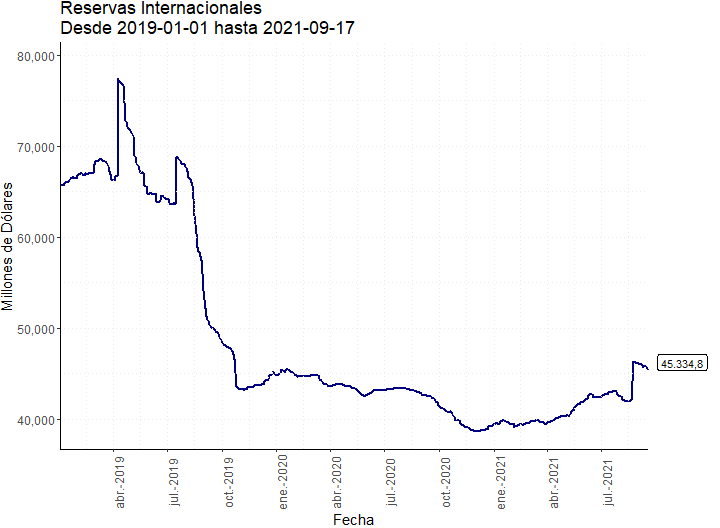 Reservas Internacionales
Desde 2019-01-01 hasta 2021-09-17
Millones de Dólares
80,000
70,000
60,000
50,000
40,000
45.334,8
abr.-2019
jul.-2019
oct.-2019
ene.-2020
abr.-2020
jul.-2020
oct.-2020
ene.-2021
abr.-2021
jul.-2021
Fecha